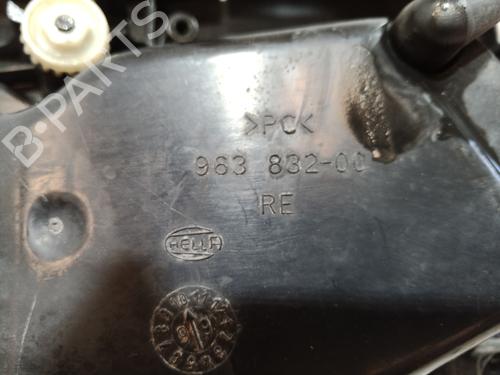 >PC<
963 832-00
RE
HELLA
B-PARTS